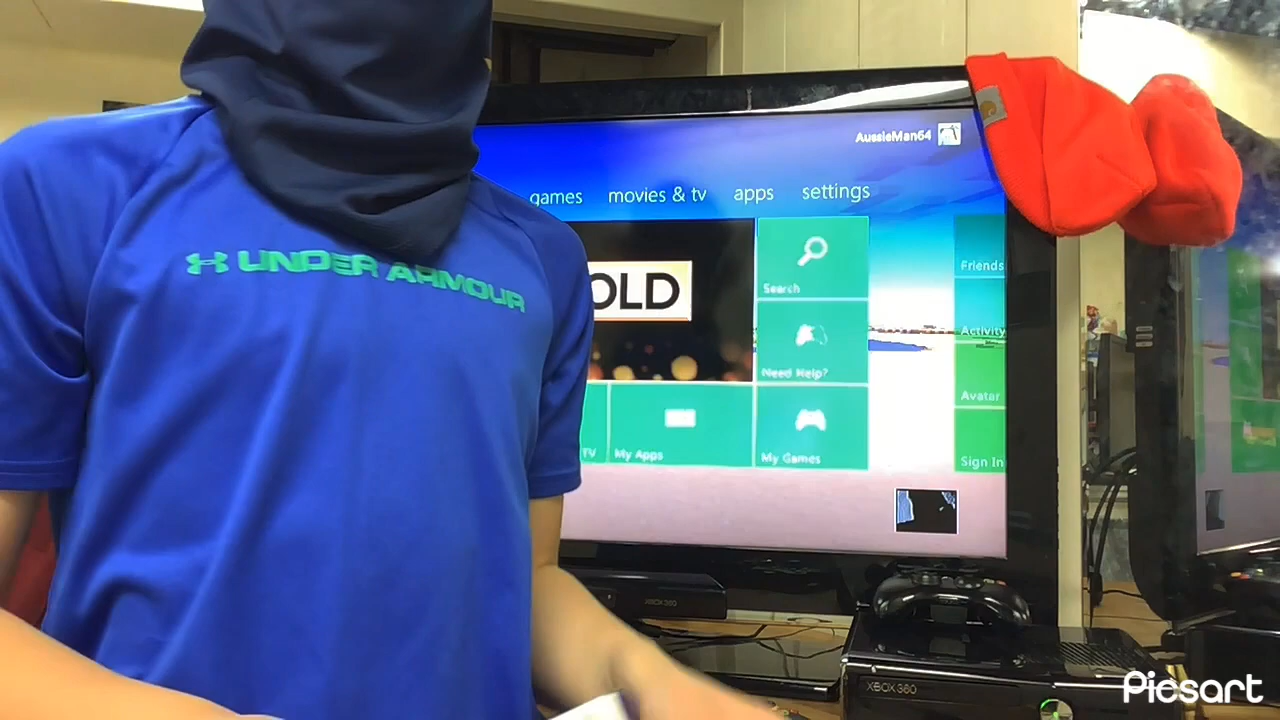 AussieMan64
games movies & tv apps settings
UNDER ARMOUR
OLD
Search
Need Help?
TV
My Apps
My Games
Friends
Activity
Avatar
Sign In
XBOX 360
XBOX 360
Picsart